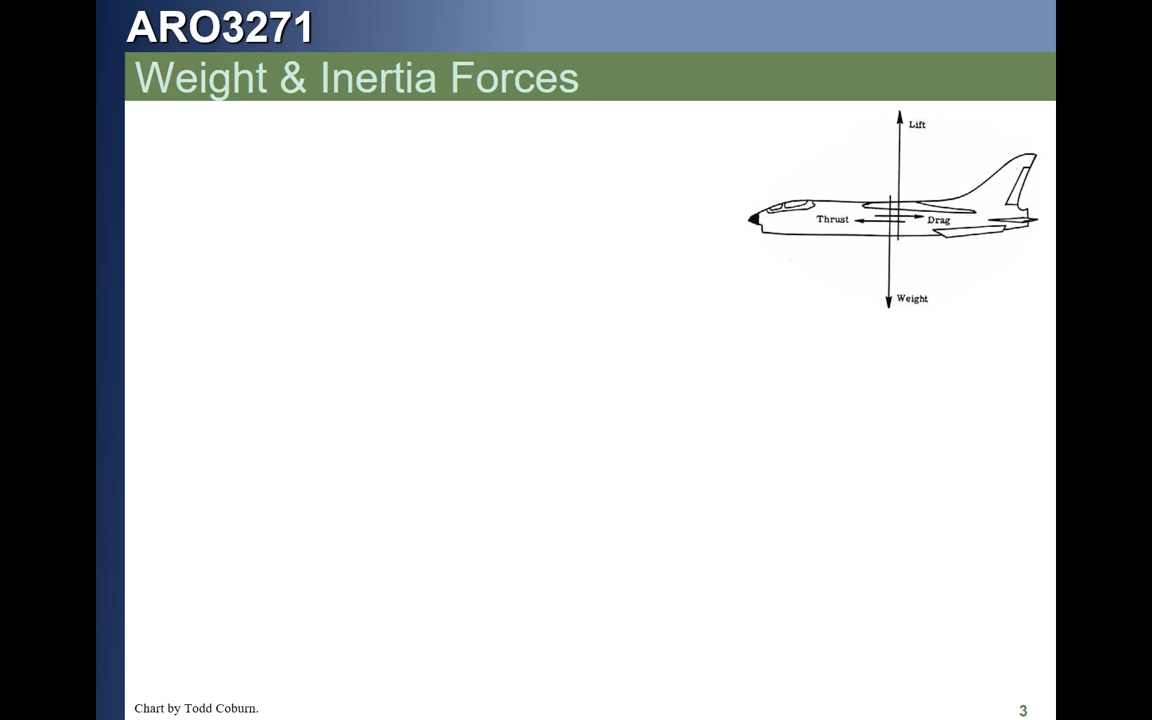 ARO3271
Weight & Inertia Forces
Lift
Thrust
Drag
Weight
Chart by Todd Coburn.
3